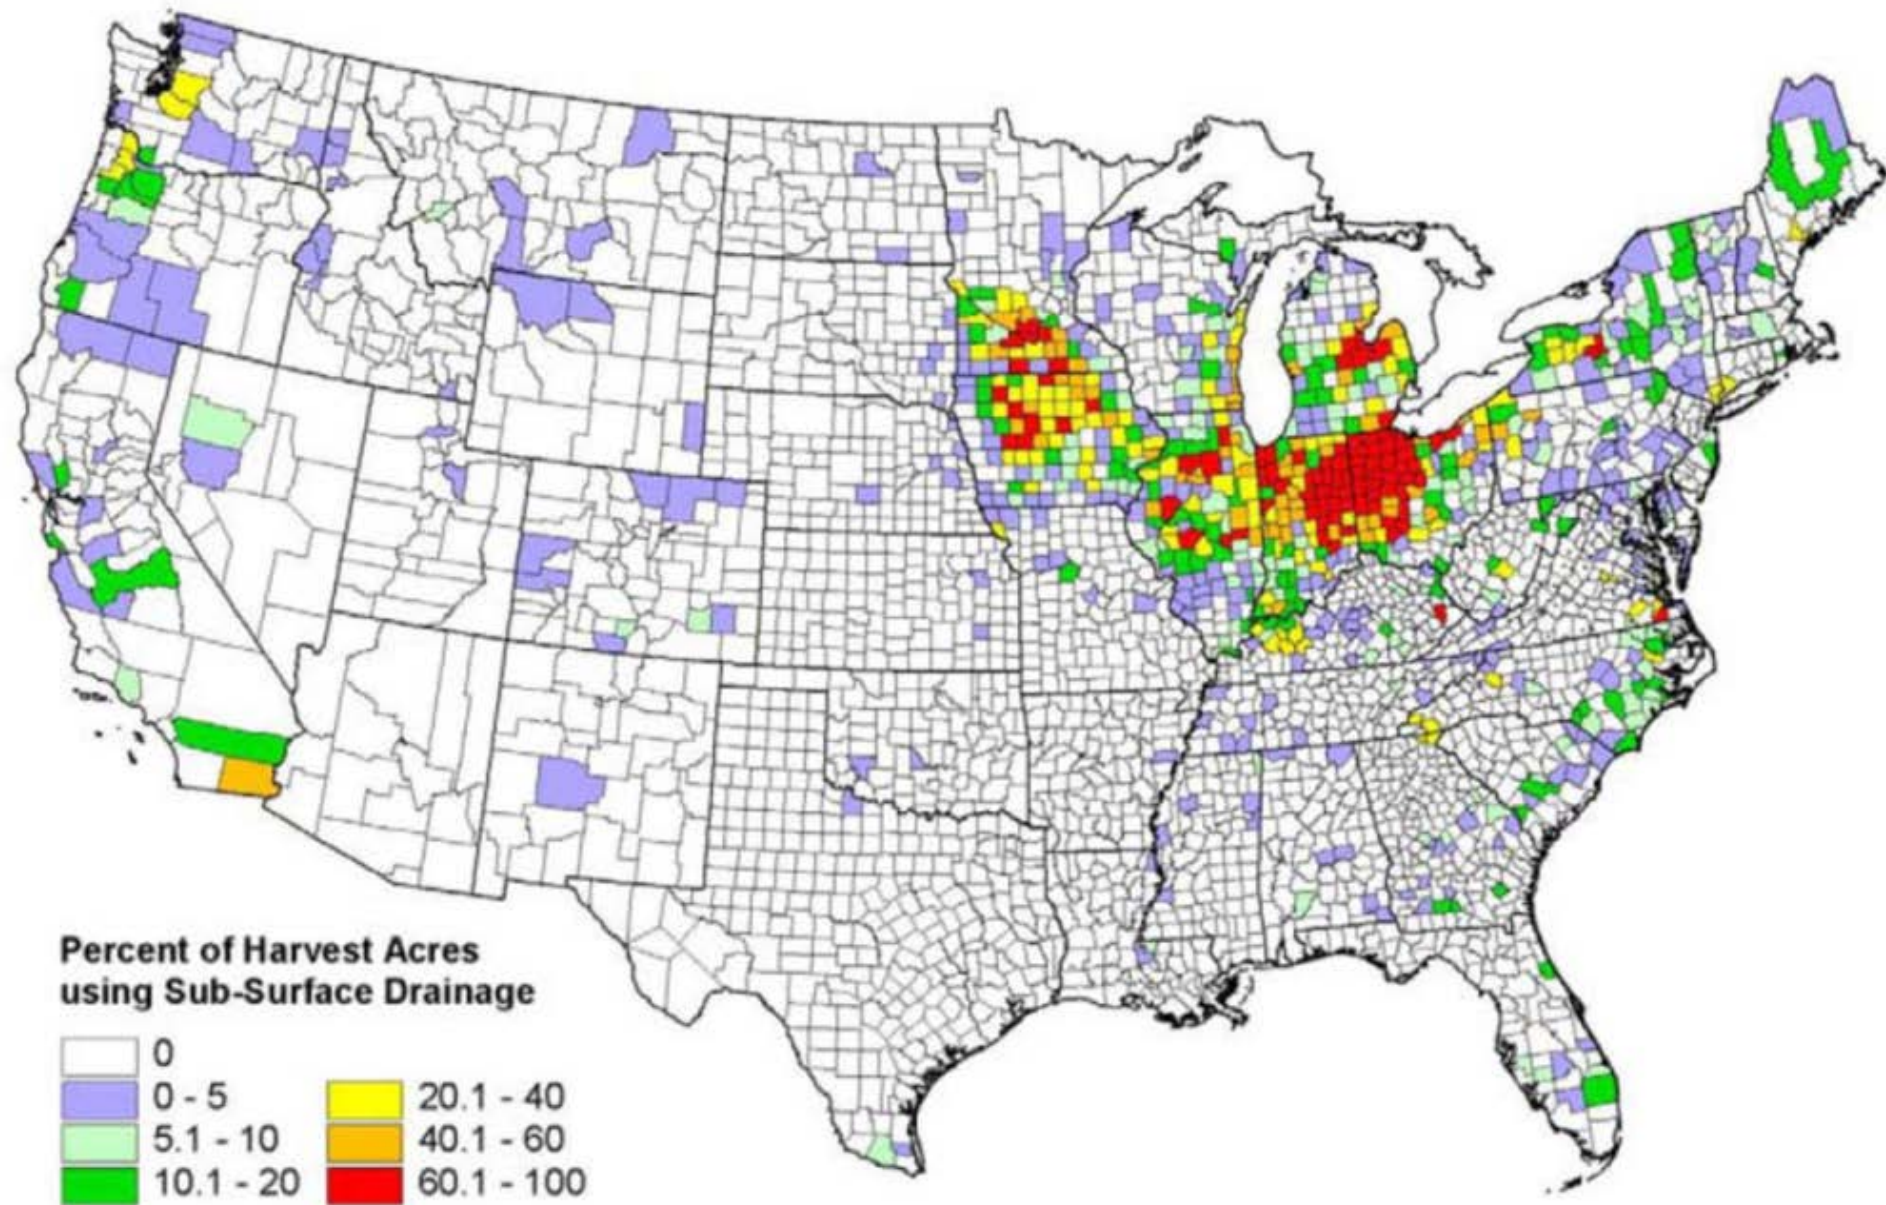 Percent of Harvest Acres
using Sub-Surface Drainage
0
0 - 5
5.1 - 10
10.1 - 20
20.1 - 40
40.1 - 60
60.1 - 100